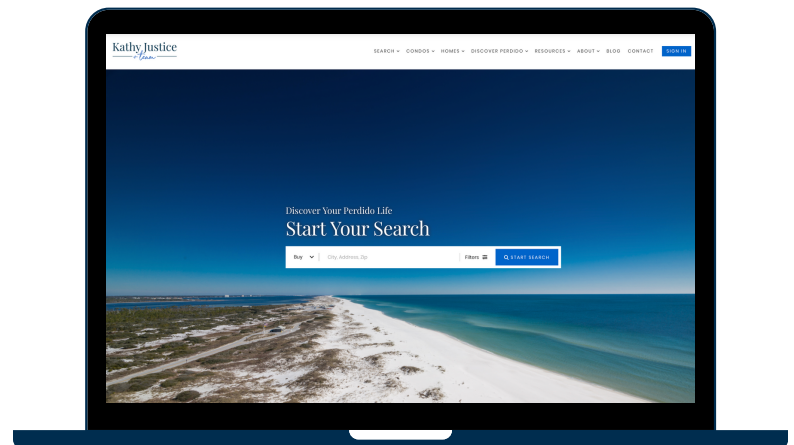 Kathy Justice
team
SEARCH CONDOS HOMES DISCOVER PERDIDO RESOURCES ABOUT BLOG CONTACT SIGN IN
Discover Your Perdido Life
Start Your Search
Buy City, Address, Zip Filters START SEARCH